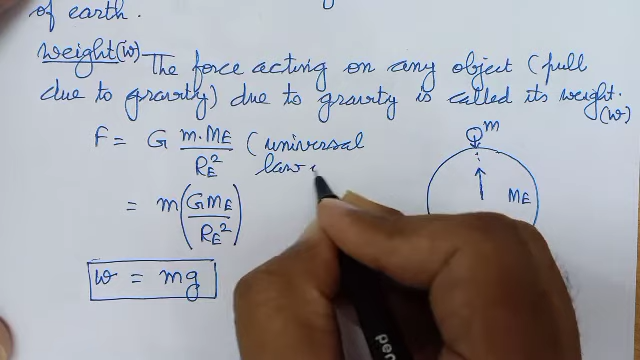 of earth.
Weight(W) - The force acting on any object (pull
due to gravity) due to gravity is called its weight.
(W)
F = G m.ME / RE² (universal
law
= m(GME / RE²)
W = mg
m
ME
pen